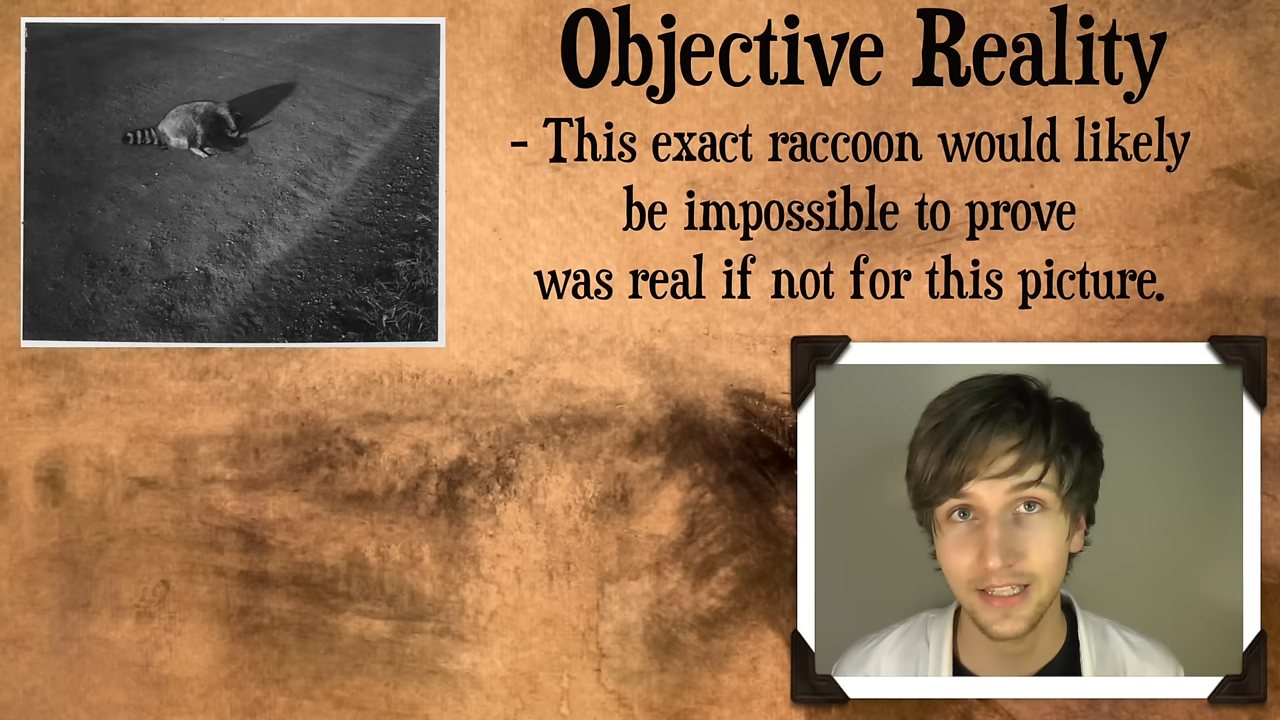 Objective Reality
- This exact raccoon would likely
be impossible to prove
was real if not for this picture.